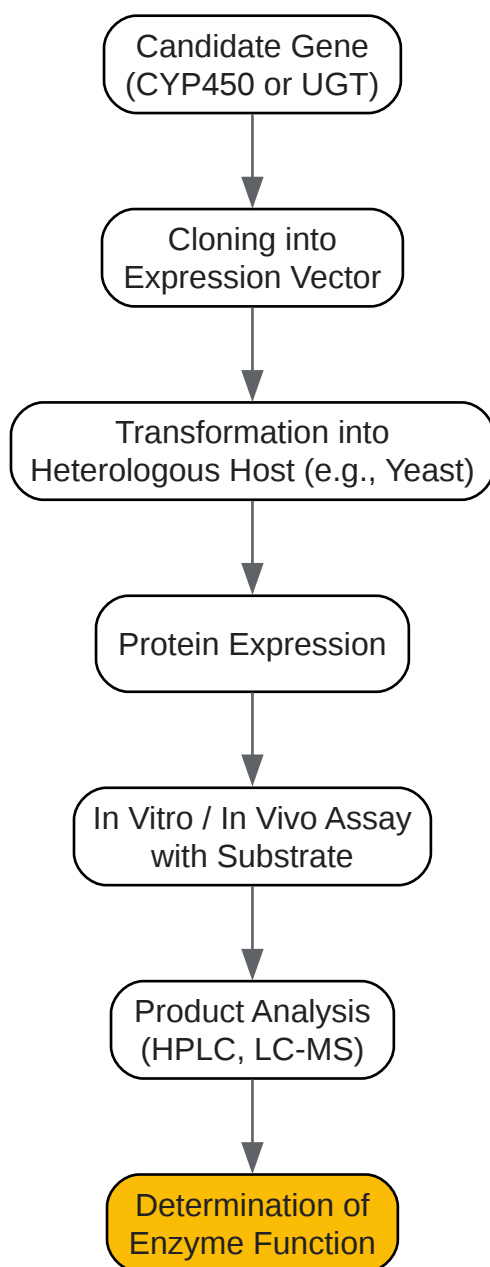 Candidate Gene
(CYP450 or UGT)
Cloning into
Expression Vector
Transformation into
Heterologous Host (e.g., Yeast)
Protein Expression
In Vitro / In Vivo Assay
with Substrate
Product Analysis
(HPLC, LC-MS)
Determination of
Enzyme Function